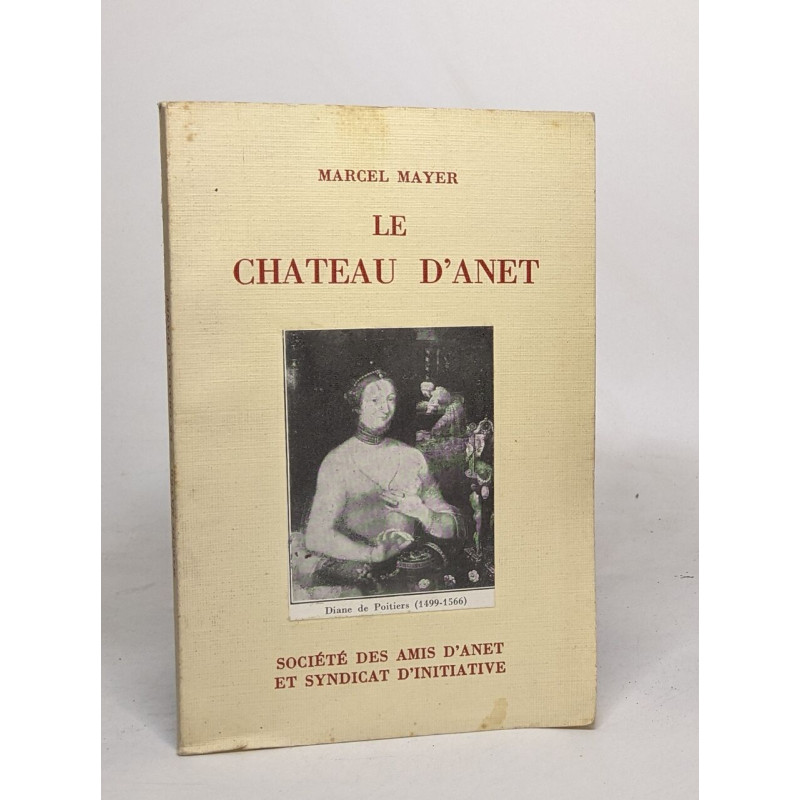 MARCEL MAYER
LE
CHATEAU D'ANET
Diane de Poitiers (1499-1566)
SOCIÉTÉ DES AMIS D'ANET
ET SYNDICAT D'INITIATIVE